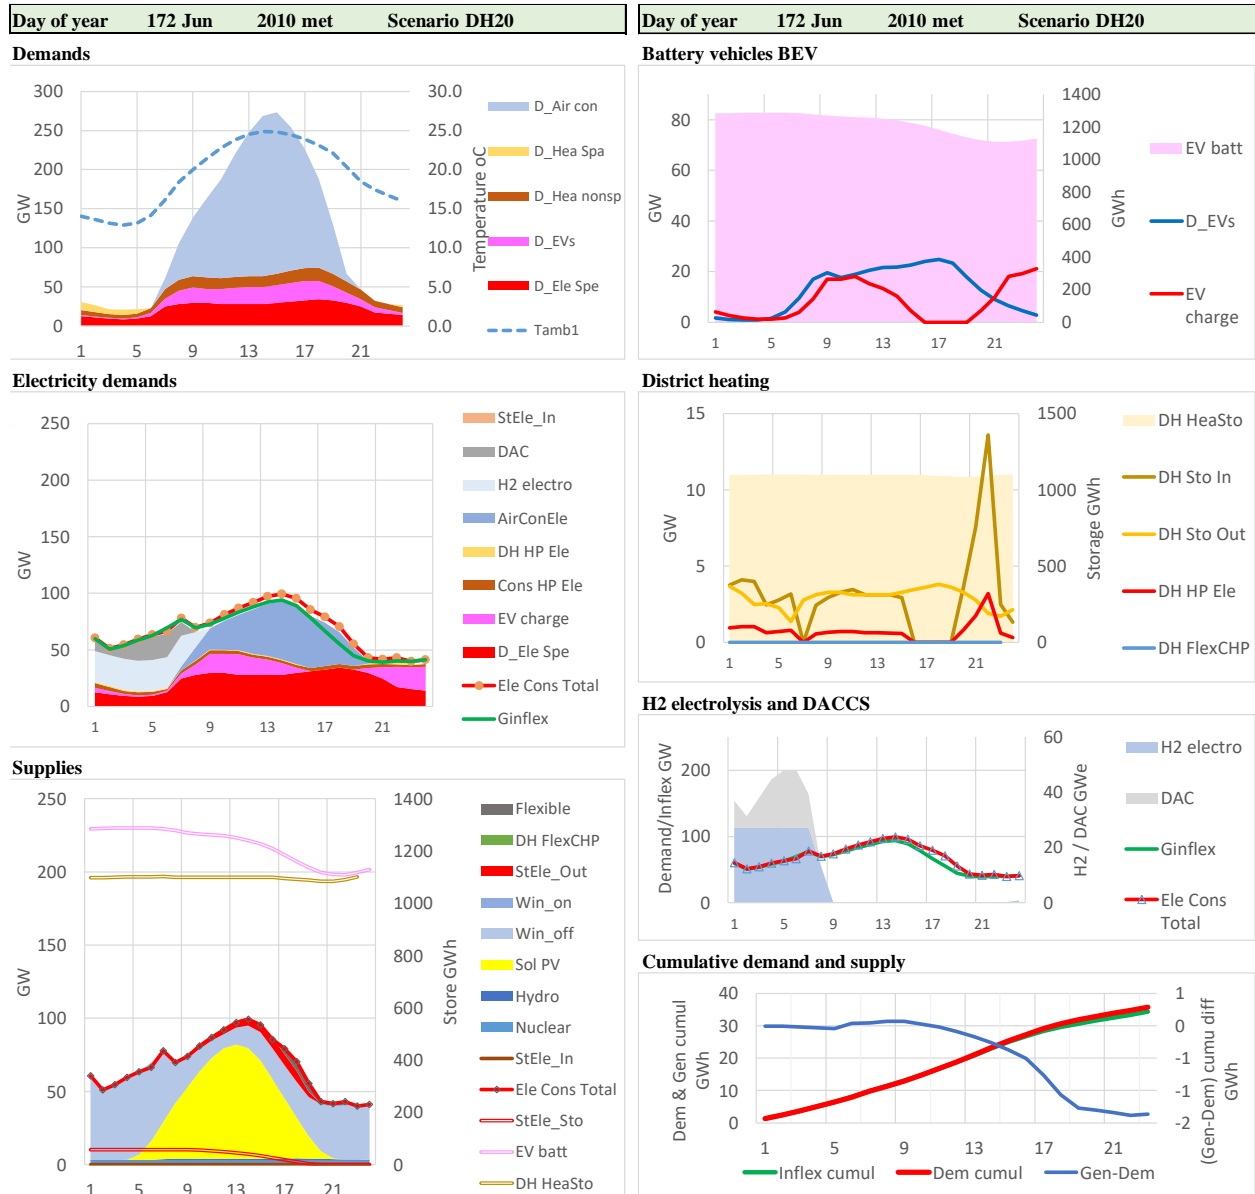 Day of year 172 Jun 2010 met Scenario DH20
Demands
300
250
200
150
100
50
0
GW
30.0
25.0
20.0
15.0
10.0
5.0
0.0
Temperature oC
1 5 9 13 17 21
D_Air con
D_Hea Spa
D_Hea nonsp
D_EVs
D_Ele Spe
Tamb1
Electricity demands
250
200
150
100
50
0
GW
1 5 9 13 17 21
StEle_In
DAC
H2 electro
AirConEle
DH HP Ele
Cons HP Ele
EV charge
D_Ele Spe
Ele Cons Total
Ginflex
Supplies
250
200
150
100
50
0
GW
1400
1200
1000
800
600
400
200
0
Store GWh
1 5 9 13 17 21
Flexible
DH FlexCHP
StEle_Out
Win_on
Win_off
Sol PV
Hydro
Nuclear
StEle_In
Ele Cons Total
StEle_Sto
EV batt
DH HeaSto
Day of year 172 Jun 2010 met Scenario DH20
Battery vehicles BEV
80
60
40
20
0
GW
1400
1200
1000
800
600
400
200
0
GWh
1 5 9 13 17 21
EV batt
D_EVs
EV
charge
District heating
15
10
5
0
GW
1500
1000
500
0
Storage GWh
1 5 9 13 17 21
DH HeaSto
DH Sto In
DH Sto Out
DH HP Ele
DH FlexCHP
H2 electrolysis and DACCS
200
100
0
Demand/Inflex GW
60
40
20
0
H2 / DAC GWe
1 5 9 13 17 21
H2 electro
DAC
Ginflex
Ele Cons
Total
Cumulative demand and supply
40
30
20
10
0
Dem & Gen cumul
GWh
1
0
-1
-1
-2
(Gen-Dem) cumu diff
GWh
1 5 9 13 17 21
Inflex cumul Dem cumul Gen-Dem